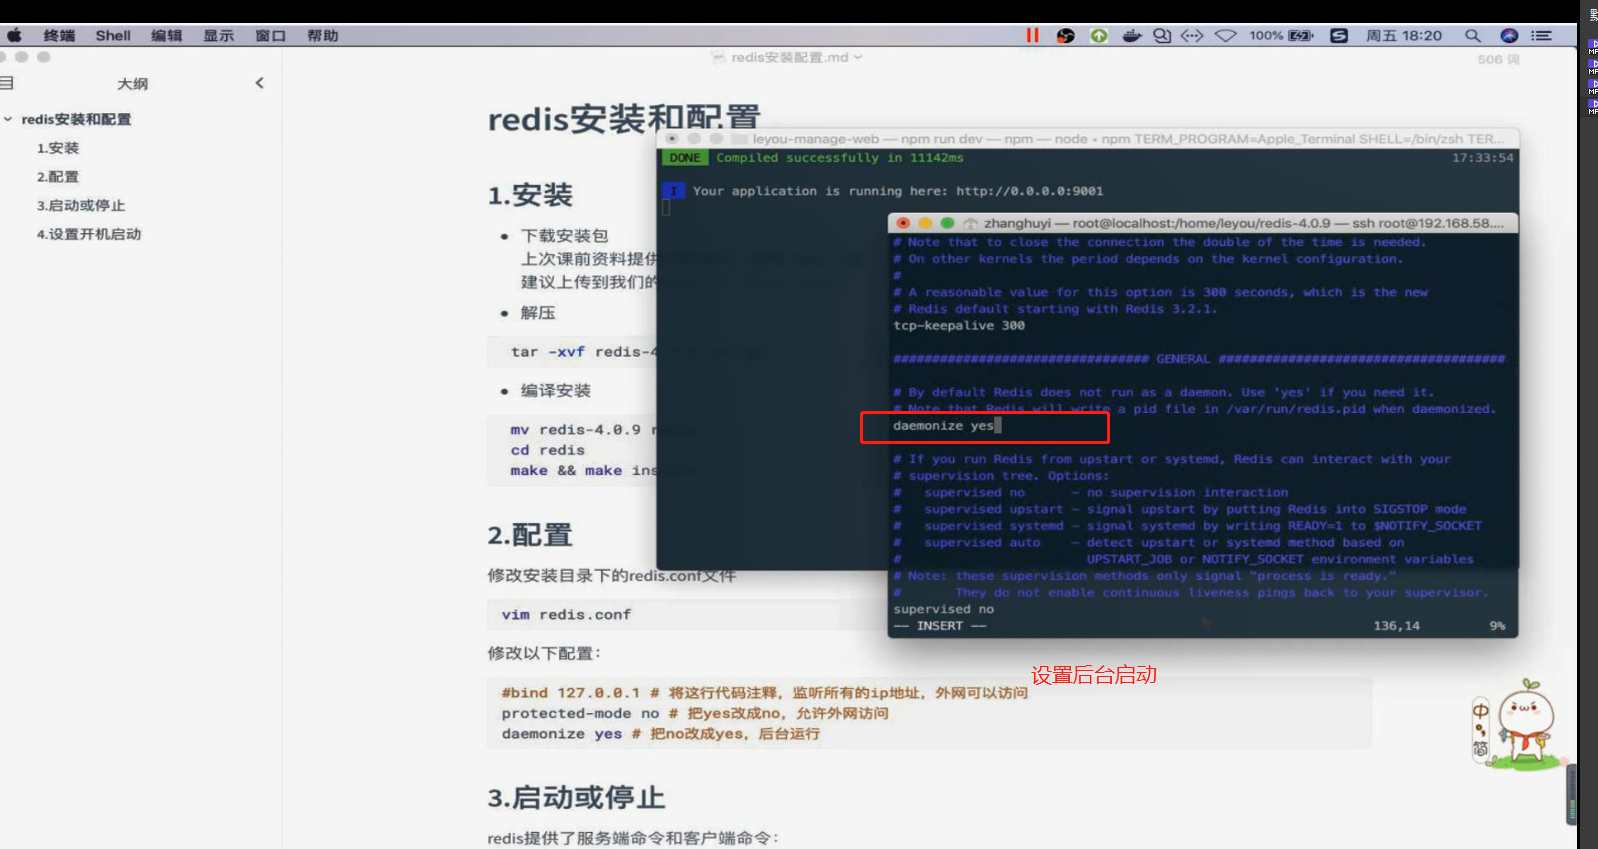 终端 Shell 编辑 显示 窗口 帮助 100% 周五 18:20
redis安装配置.md
506 词
大纲
redis安装和配置
1.安装
2.配置
3.启动或停止
4.设置开机启动
redis安装和配置
1.安装
下载安装包
上次课前资料提供
建议上传到我们的
解压
tar -xvf redis-4
编译安装
mv redis-4.0.9
cd redis
make && make ins
2.配置
修改安装目录下的redis.conf文件
vim redis.conf
修改以下配置:
#bind 127.0.0.1 # 将这行代码注释，监听所有的ip地址，外网可以访问
protected-mode no # 把yes改成no，允许外网访问
daemonize yes # 把no改成yes，后台运行
3.启动或停止
redis提供了服务端命令和客户端命令:
leyou-manage-web — npm run dev — npm — node • npm TERM_PROGRAM=Apple_Terminal SHELL=/bin/zsh TER...
DONE Compiled successfully in 11142ms 17:33:54
I Your application is running here: http://0.0.0.0:9001
zhanghuyi — root@localhost:/home/leyou/redis-4.0.9 — ssh root@192.168.58....
# Note that to close the connection the double of the time is needed.
# On other kernels the period depends on the kernel configuration.
#
# A reasonable value for this option is 300 seconds, which is the new
# Redis default starting with Redis 3.2.1.
tcp-keepalive 300
################################# GENERAL #####################################
# By default Redis does not run as a daemon. Use 'yes' if you need it.
# Note that Redis will write a pid file in /var/run/redis.pid when daemonized.
daemonize yes
# If you run Redis from upstart or systemd, Redis can interact with your
# supervision tree. Options:
#   supervised no      - no supervision interaction
#   supervised upstart - signal upstart by putting Redis into SIGSTOP mode
#   supervised systemd - signal systemd by writing READY=1 to $NOTIFY_SOCKET
#   supervised auto    - detect upstart or systemd method based on
#                        UPSTART_JOB or NOTIFY_SOCKET environment variables
# Note: these supervision methods only signal "process is ready."
#       They do not enable continuous liveness pings back to your supervisor.
supervised no
-- INSERT -- 136,14 9%
设置后台启动
中
简